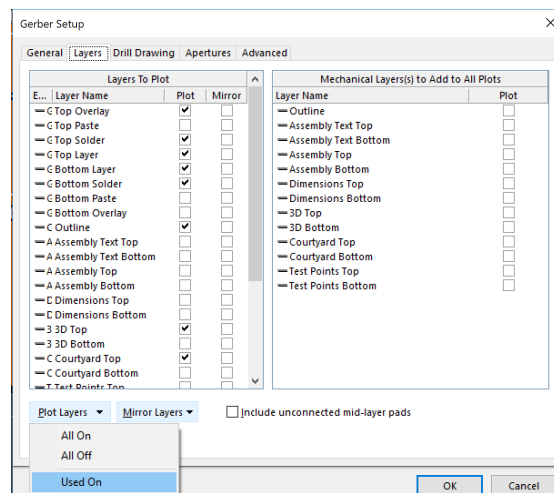 Gerber Setup
General Layers Drill Drawing Apertures Advanced
Layers To Plot
E... Layer Name Plot Mirror
G Top Overlay
G Top Paste
G Top Solder
G Top Layer
G Bottom Layer
G Bottom Solder
G Bottom Paste
G Bottom Overlay
C Outline
A Assembly Text Top
A Assembly Text Bottom
A Assembly Top
A Assembly Bottom
D Dimensions Top
D Dimensions Bottom
3 3D Top
3 3D Bottom
C Courtyard Top
C Courtyard Bottom
T Test Points Top
Mechanical Layers(s) to Add to All Plots
Layer Name Plot
Outline
Assembly Text Top
Assembly Text Bottom
Assembly Top
Assembly Bottom
Dimensions Top
Dimensions Bottom
3D Top
3D Bottom
Courtyard Top
Courtyard Bottom
Test Points Top
Test Points Bottom
Plot Layers Mirror Layers Include unconnected mid-layer pads
All On
All Off
Used On
OK Cancel